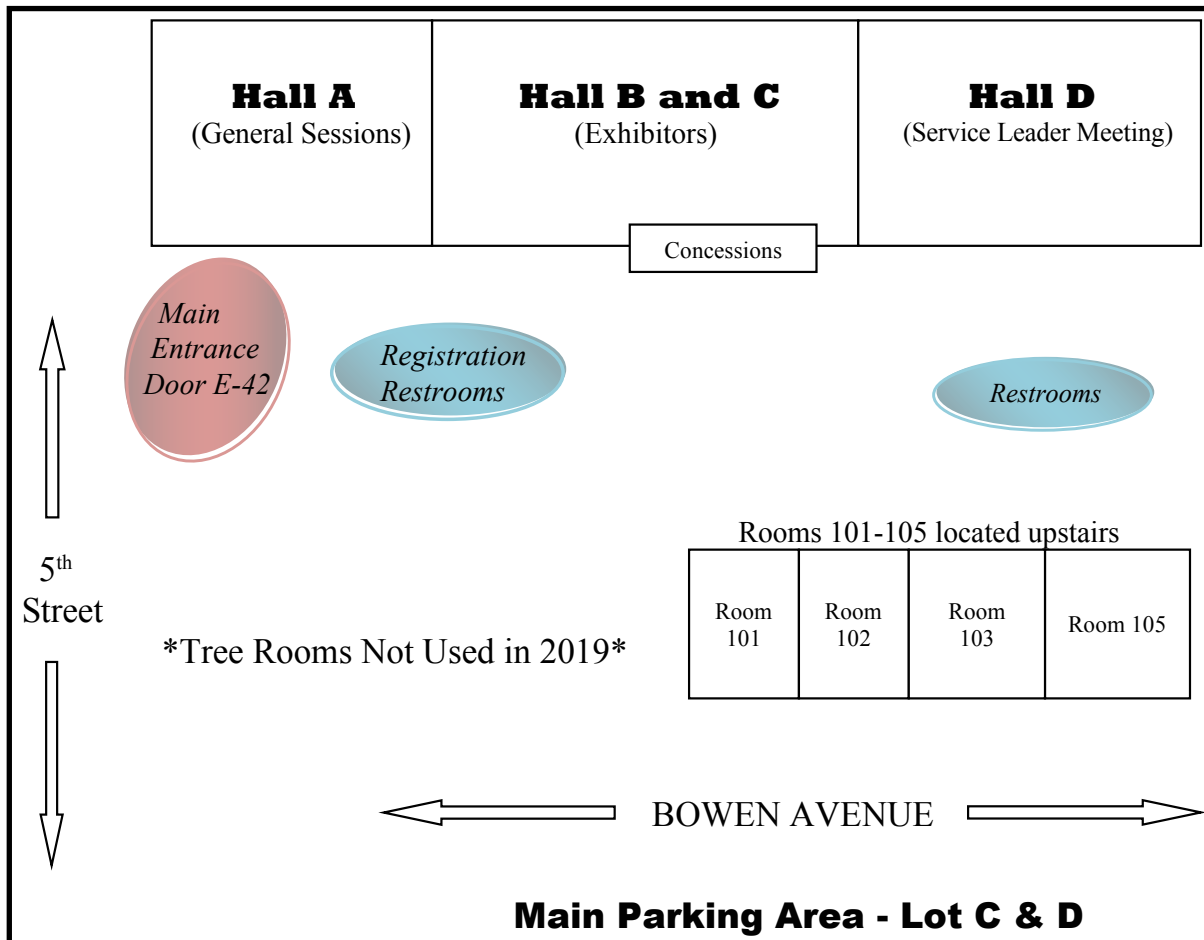 Hall A
(General Sessions)
Hall B and C
(Exhibitors)
Hall D
(Service Leader Meeting)
Concessions
Main
Entrance
Door E-42
Registration
Restrooms
Restrooms
5th
Street
Rooms 101-105 located upstairs
Room
101
Room
102
Room
103
Room 105
*Tree Rooms Not Used in 2019*
BOWEN AVENUE
Main Parking Area - Lot C & D